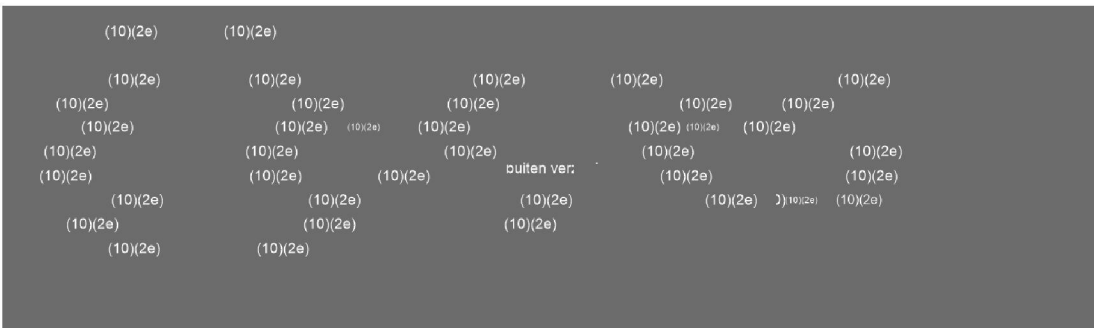 (10)(2e) (10)(2e)
(10)(2e) (10)(2e) (10)(2e) (10)(2e) (10)(2e)
(10)(2e) (10)(2e) (10)(2e) (10)(2e) (10)(2e)
(10)(2e) (10)(2e) (10)(2e) (10)(2e) (10)(2e) (10)(2e) (10)(2e)
(10)(2e) (10)(2e) (10)(2e) (10)(2e) (10)(2e)
(10)(2e) (10)(2e) (10)(2e) buiten (10)(2e) (10)(2e)
(10)(2e) (10)(2e) (10)(2e) (10)(2e) (10)(2e) (10)(2e)
(10)(2e) (10)(2e) (10)(2e)
(10)(2e) (10)(2e)